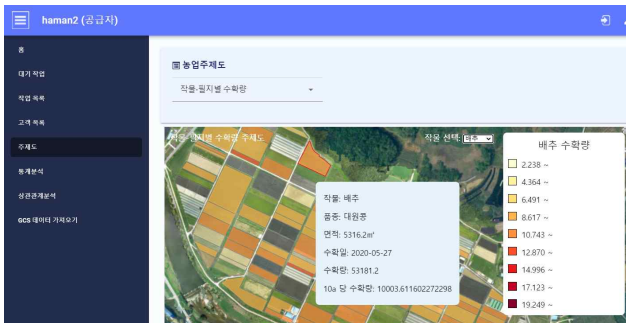 haman2 (공급자)
홈
대기 작업
작업 목록
고객 목록
주제도
통계분석
상관관계분석
GCS 데이터 가져오기
농업주제도
작물-필지별 수확량
작물-필지별 수확량 주제도
작물 선택: 배추
배추 수확량
2.238 ~
4.364 ~
6.491 ~
8.617 ~
10.743 ~
12.870 ~
14.996 ~
17.123 ~
19.249 ~
작물: 배추
품종: 대원콩
면적: 5316.2㎡
수확일: 2020-05-27
수확량: 53181.2
10a 당 수확량: 10003.611602272298